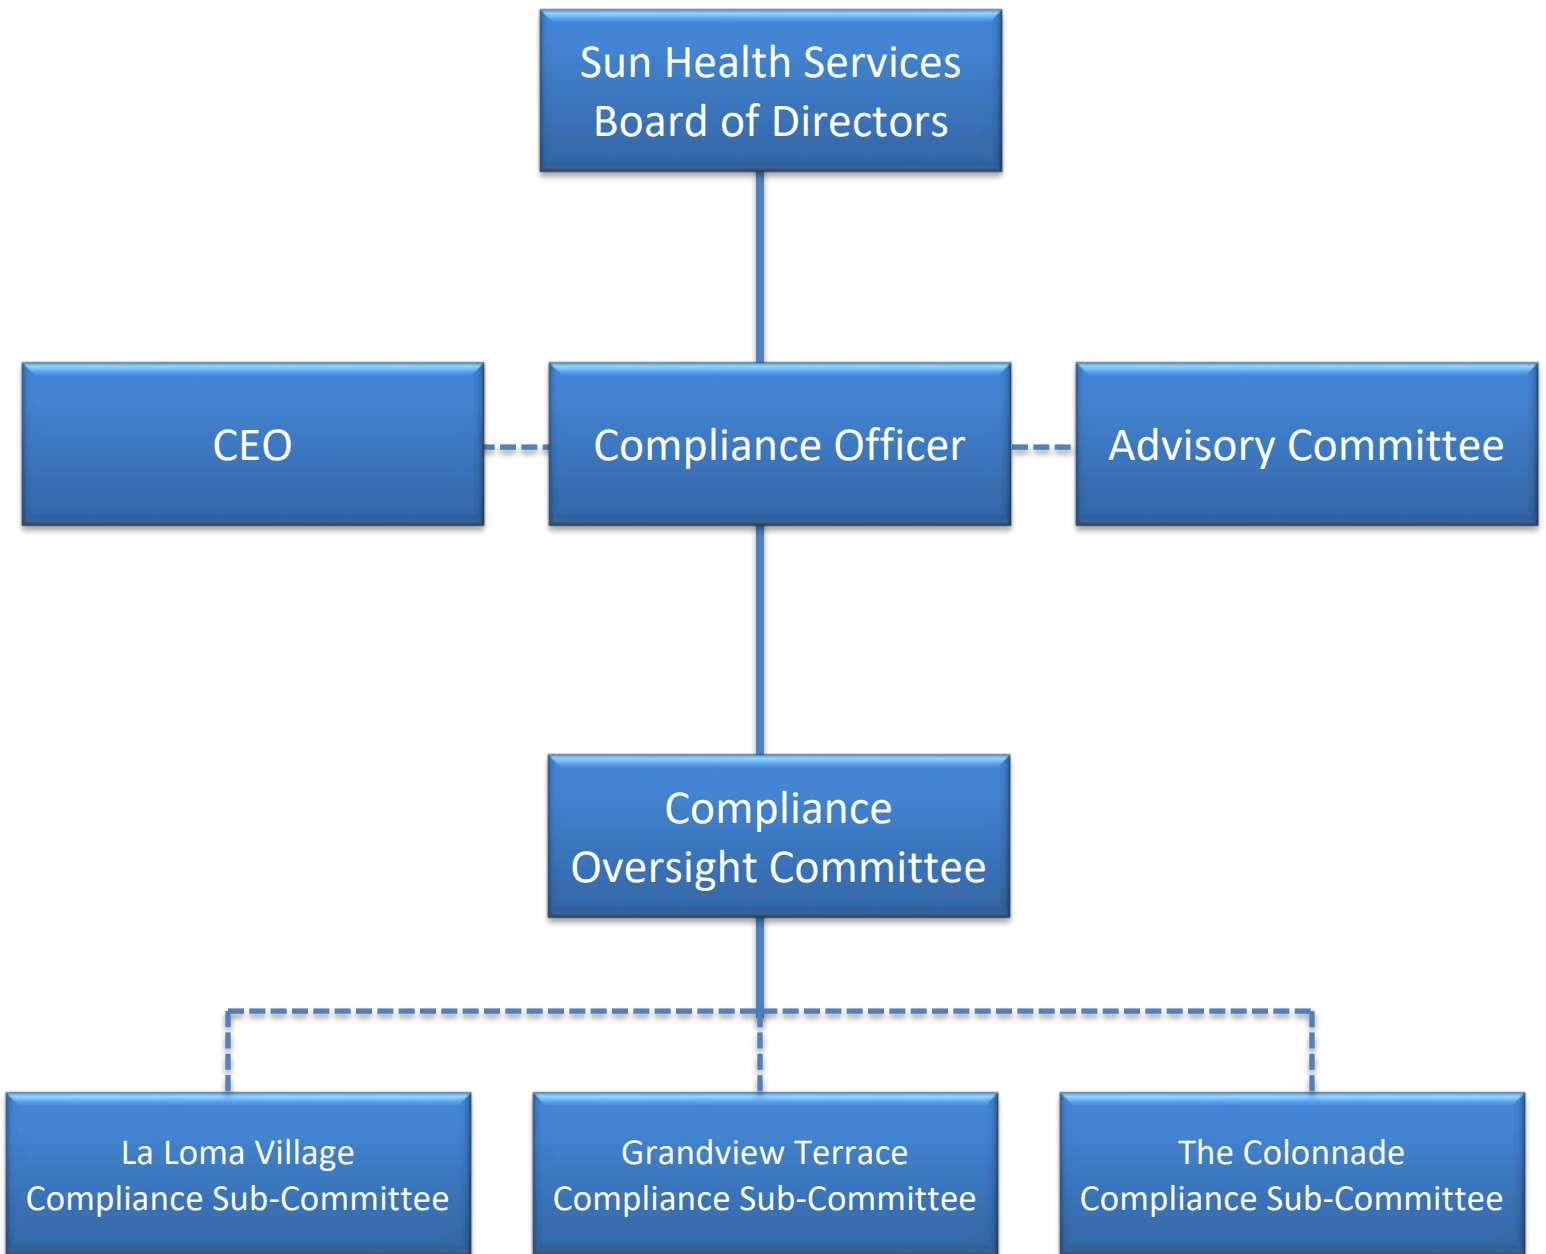 Sun Health Services
Board of Directors
CEO
Compliance Officer
Advisory Committee
Compliance
Oversight Committee
La Loma Village
Compliance Sub-Committee
Grandview Terrace
Compliance Sub-Committee
The Colonnade
Compliance Sub-Committee